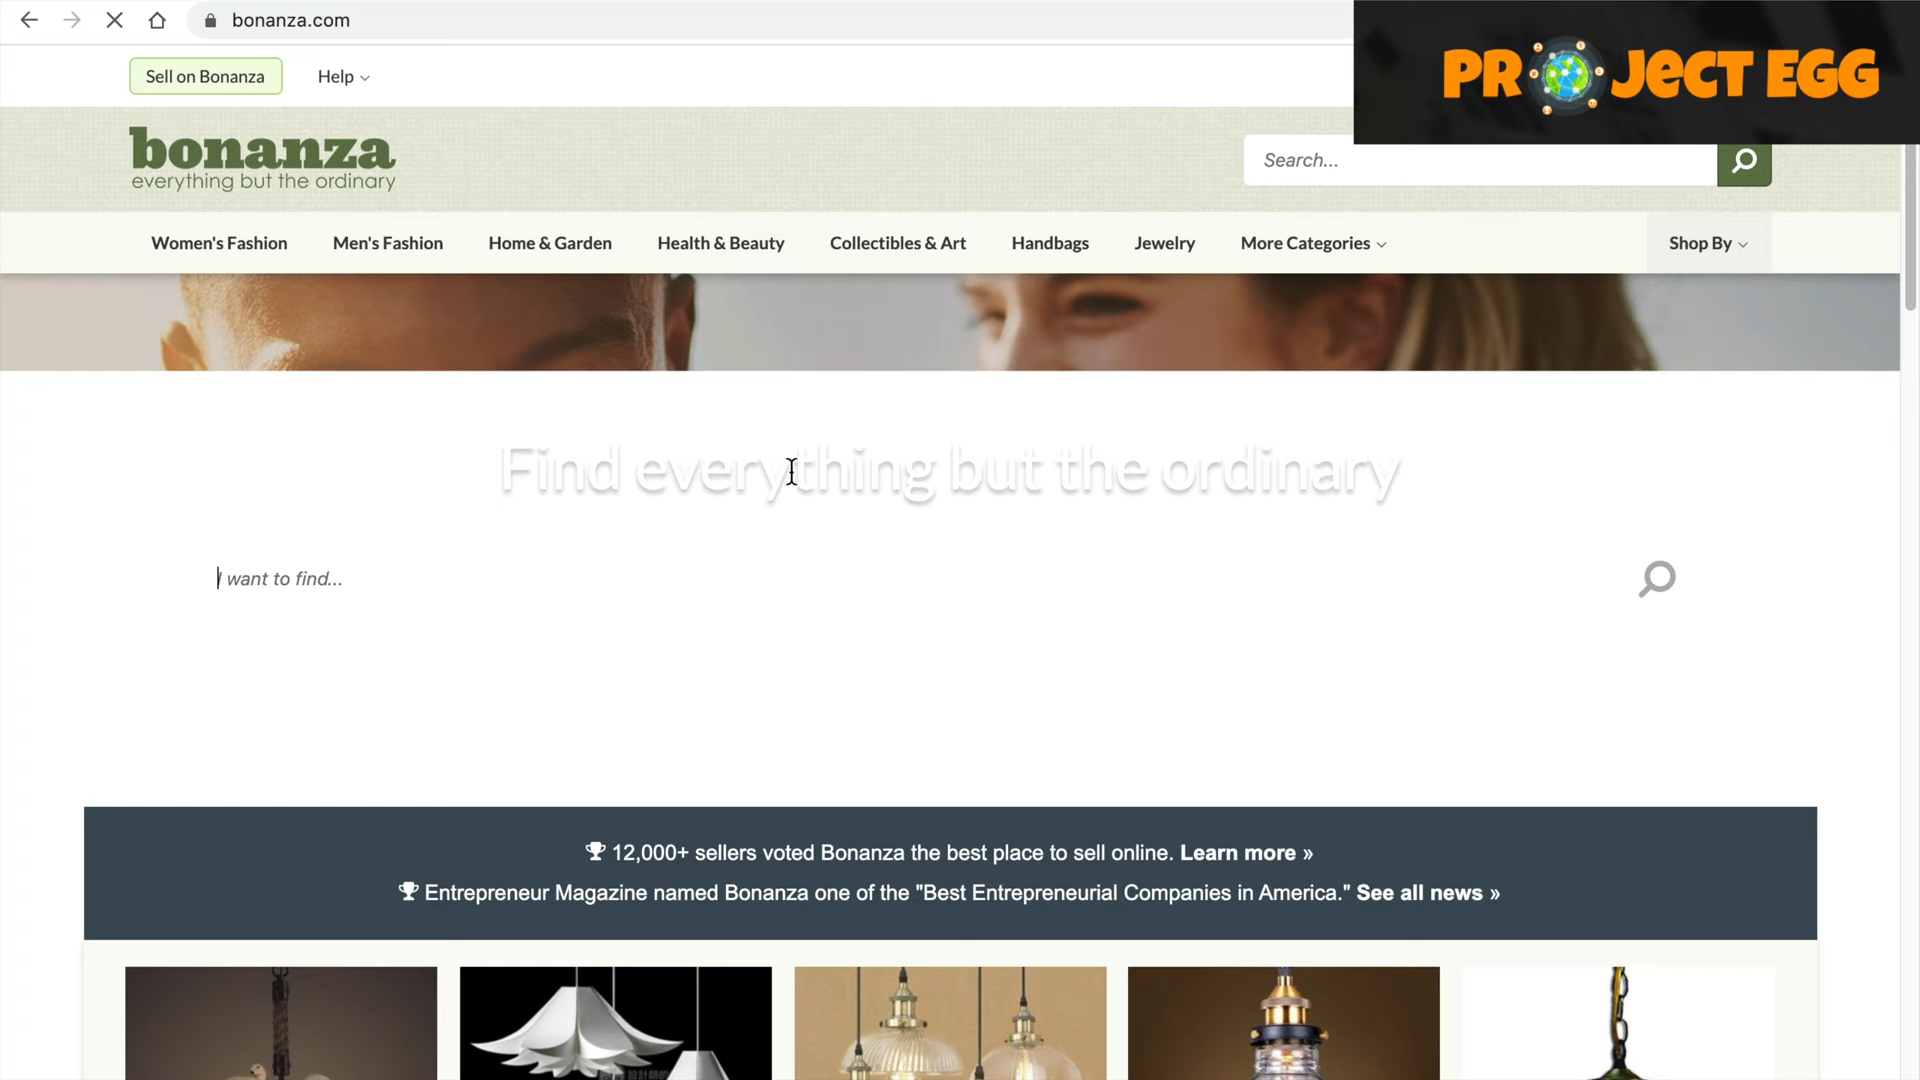 bonanza.com
PROJECT EGG
Sell on Bonanza
Help
bonanza
everything but the ordinary
Search...
Women's Fashion
Men's Fashion
Home & Garden
Health & Beauty
Collectibles & Art
Handbags
Jewelry
More Categories
Shop By
Find everything but the ordinary
I want to find...
12,000+ sellers voted Bonanza the best place to sell online. Learn more »
Entrepreneur Magazine named Bonanza one of the "Best Entrepreneurial Companies in America." See all news »